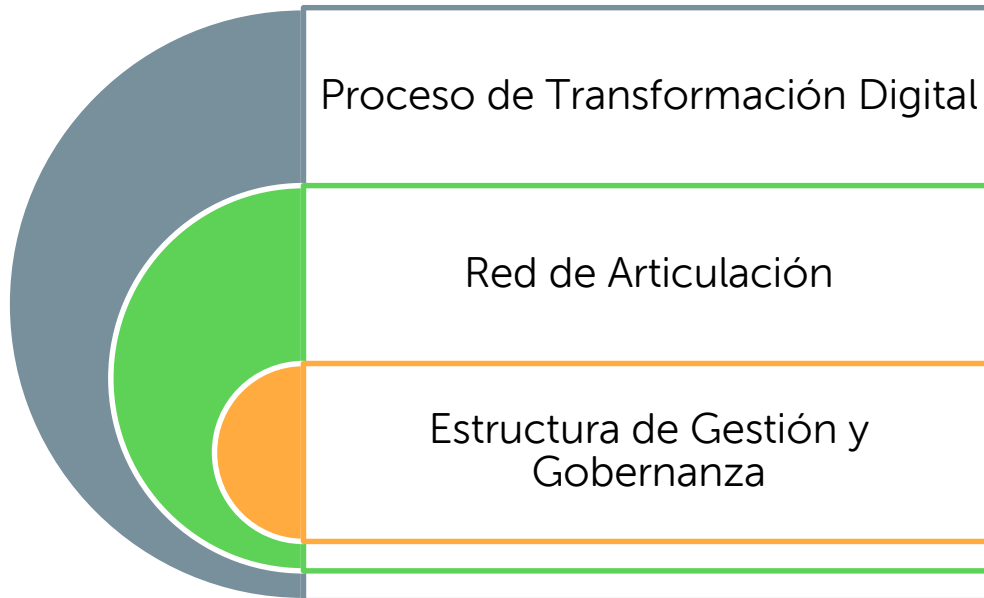 Proceso de Transformación Digital
Red de Articulación
Estructura de Gestión y
Gobernanza